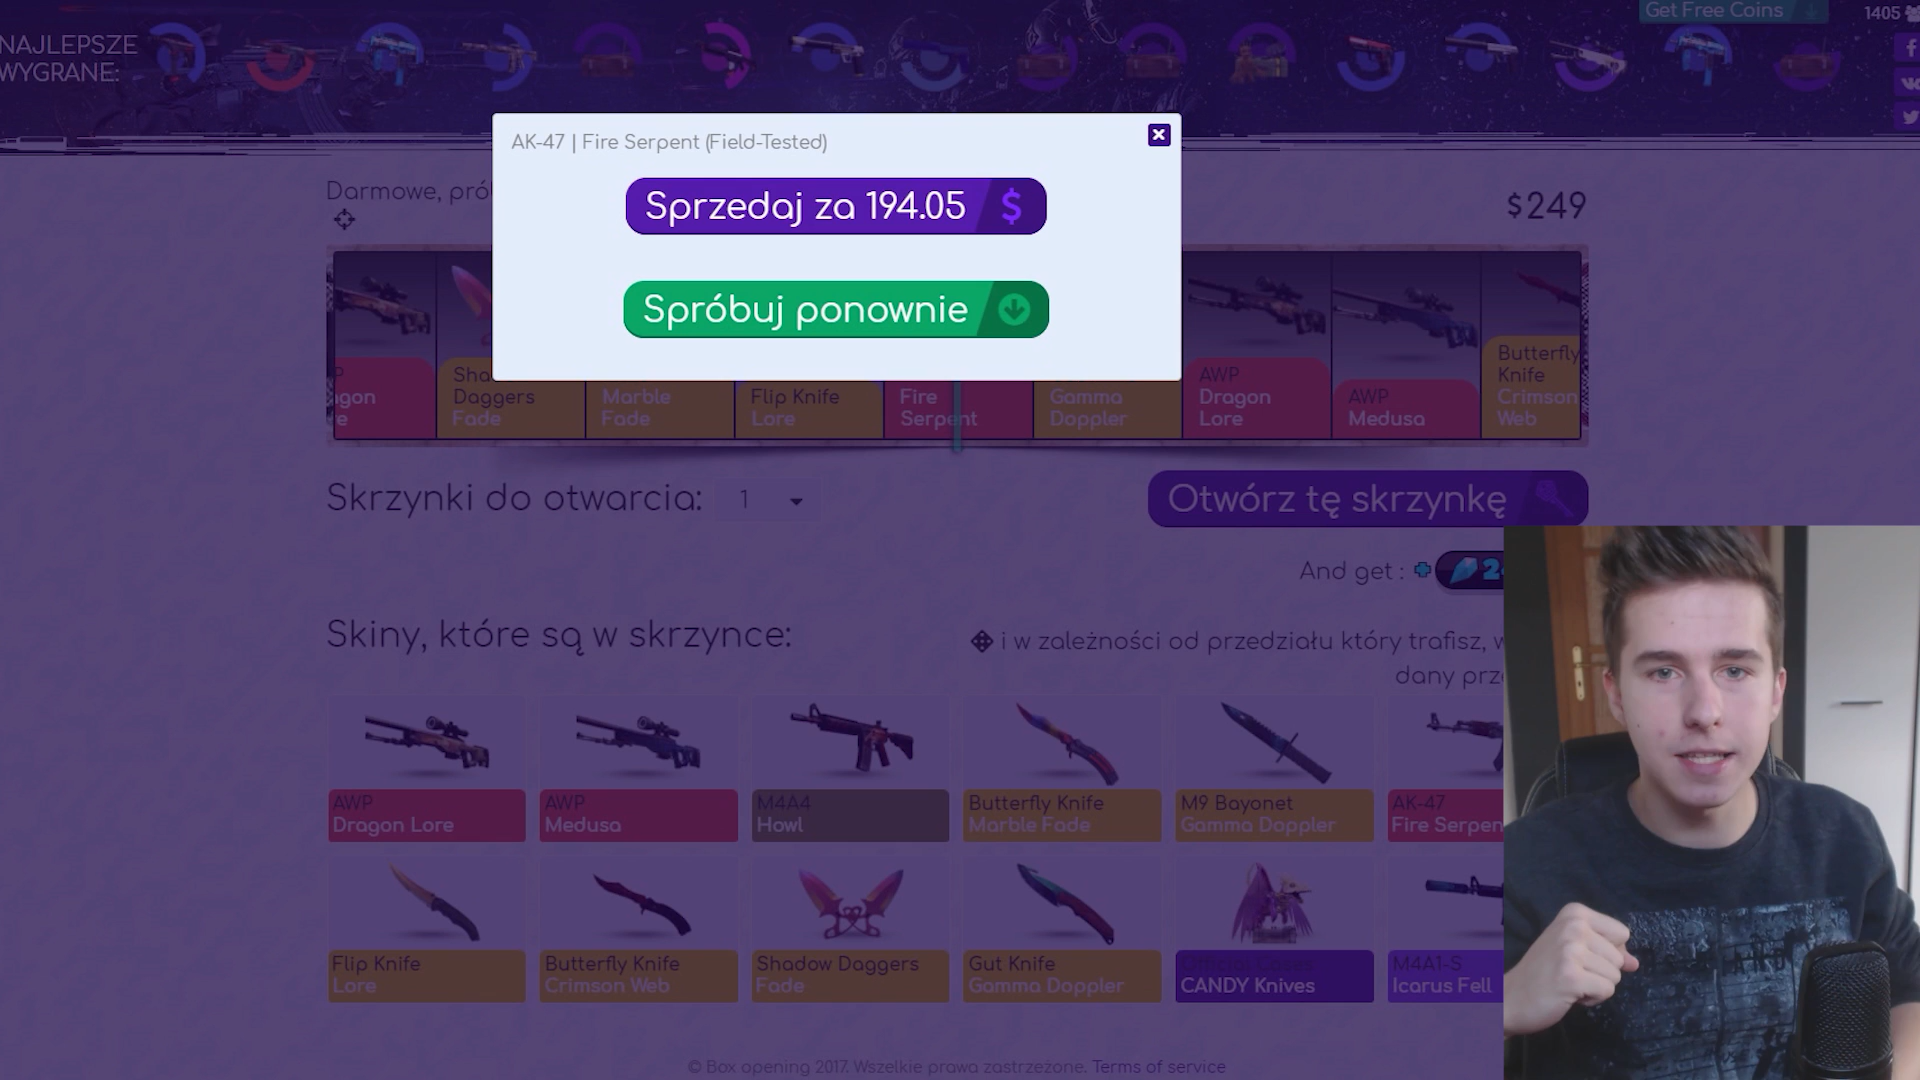 Get Free Coins
1405
NAJLEPSZE
WYGRANE:
AK-47 | Fire Serpent (Field-Tested)
Sprzedaj za 194.05 $
Spróbuj ponownie
Darmowe,
$249
Daggers
Fade
Marble
Fade
Flip Knife
Lore
Fire
Serpent
Gamma
Doppler
AWP
Dragon
Lore
AWP
Medusa
Butterfly
Knife
Crimson
Web
Skrzynki do otwarcia: 1
Otwórz tę skrzynkę
And get :
Skiny, które są w skrzynce:
i w zależności od przedziału który trafisz,
dany
AWP
Dragon Lore
AWP
Medusa
M4A4
Howl
Butterfly Knife
Marble Fade
M9 Bayonet
Gamma Doppler
AK-47
Fire Serpen
Flip Knife
Lore
Butterfly Knife
Crimson Web
Shadow Daggers
Fade
Gut Knife
Gamma Doppler
Official Cases
CANDY Knives
M4A1-S
Icarus Fell
© Box opening 2017. Wszelkie prawa zastrzeżone. Terms of service